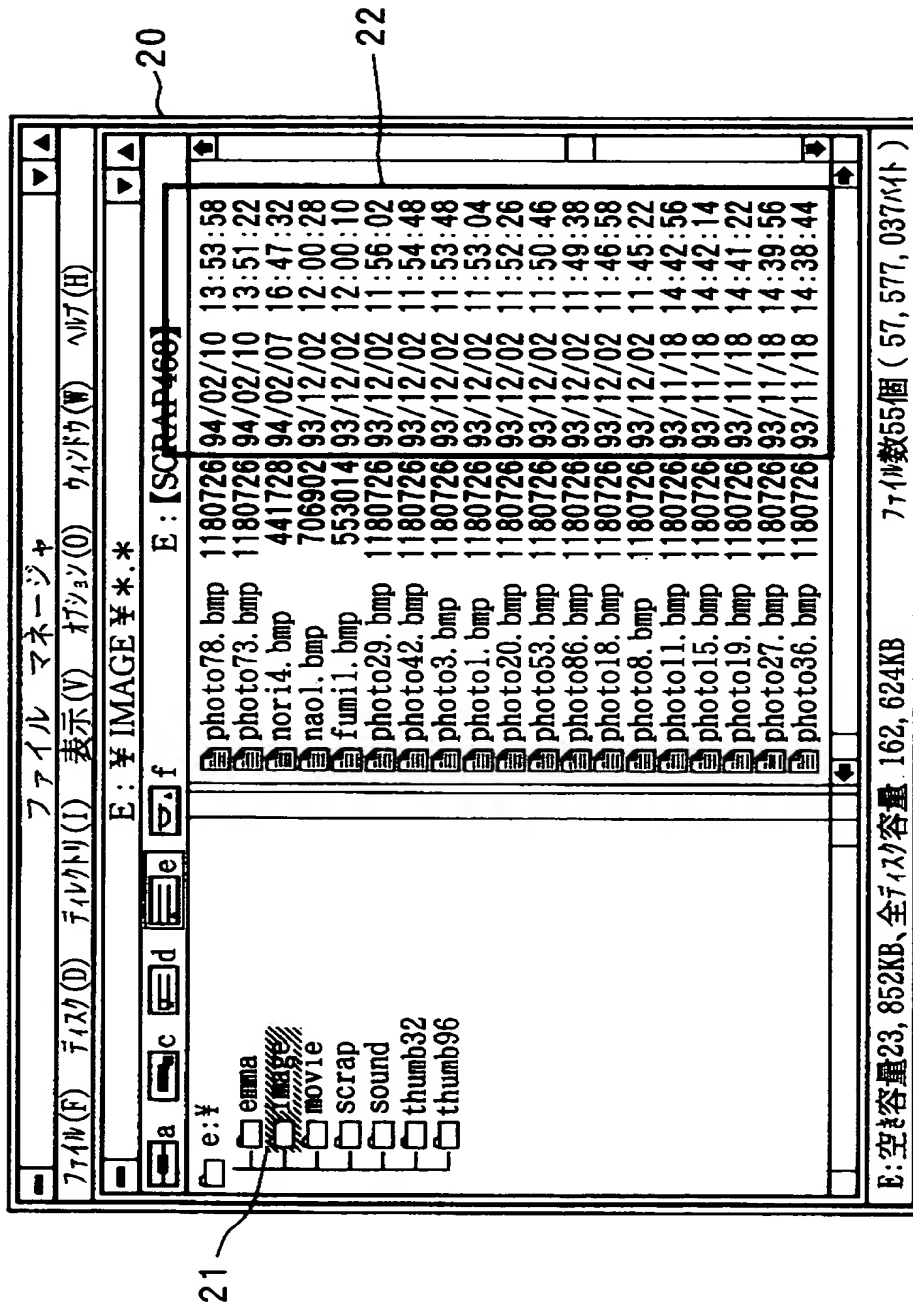 ファイル マネージャ
ファイル(F) ディスク(D) ディレクトリ(I) 表示(V) オプション(O) ウィンドウ(W) ヘルプ(H)
E:¥IMAGE¥*.*
a c d e f E:【SCRAP468】
e:¥
emma
image
movie
scrap
sound
thumb32
thumb96
photo78.bmp 1180726 94/02/10 13:53:58
photo73.bmp 1180726 94/02/10 13:51:22
nori4.bmp 441728 94/02/07 16:47:32
nao1.bmp 706902 93/12/02 12:00:28
fumi1.bmp 553014 93/12/02 12:00:10
photo29.bmp 1180726 93/12/02 11:56:02
photo42.bmp 1180726 93/12/02 11:54:48
photo3.bmp 1180726 93/12/02 11:53:48
photo1.bmp 1180726 93/12/02 11:53:04
photo20.bmp 1180726 93/12/02 11:52:26
photo53.bmp 1180726 93/12/02 11:50:46
photo86.bmp 1180726 93/12/02 11:49:38
photo18.bmp 1180726 93/12/02 11:46:58
photo8.bmp 1180726 93/12/02 11:45:22
photo11.bmp 1180726 93/11/18 14:42:56
photo15.bmp 1180726 93/11/18 14:42:14
photo19.bmp 1180726 93/11/18 14:41:22
photo27.bmp 1180726 93/11/18 14:39:56
photo36.bmp 1180726 93/11/18 14:38:44
E:空き容量23,852KB、全ディスク容量 162,624KB ファイル数55個 ( 57,577,037バイト )
20
21
22